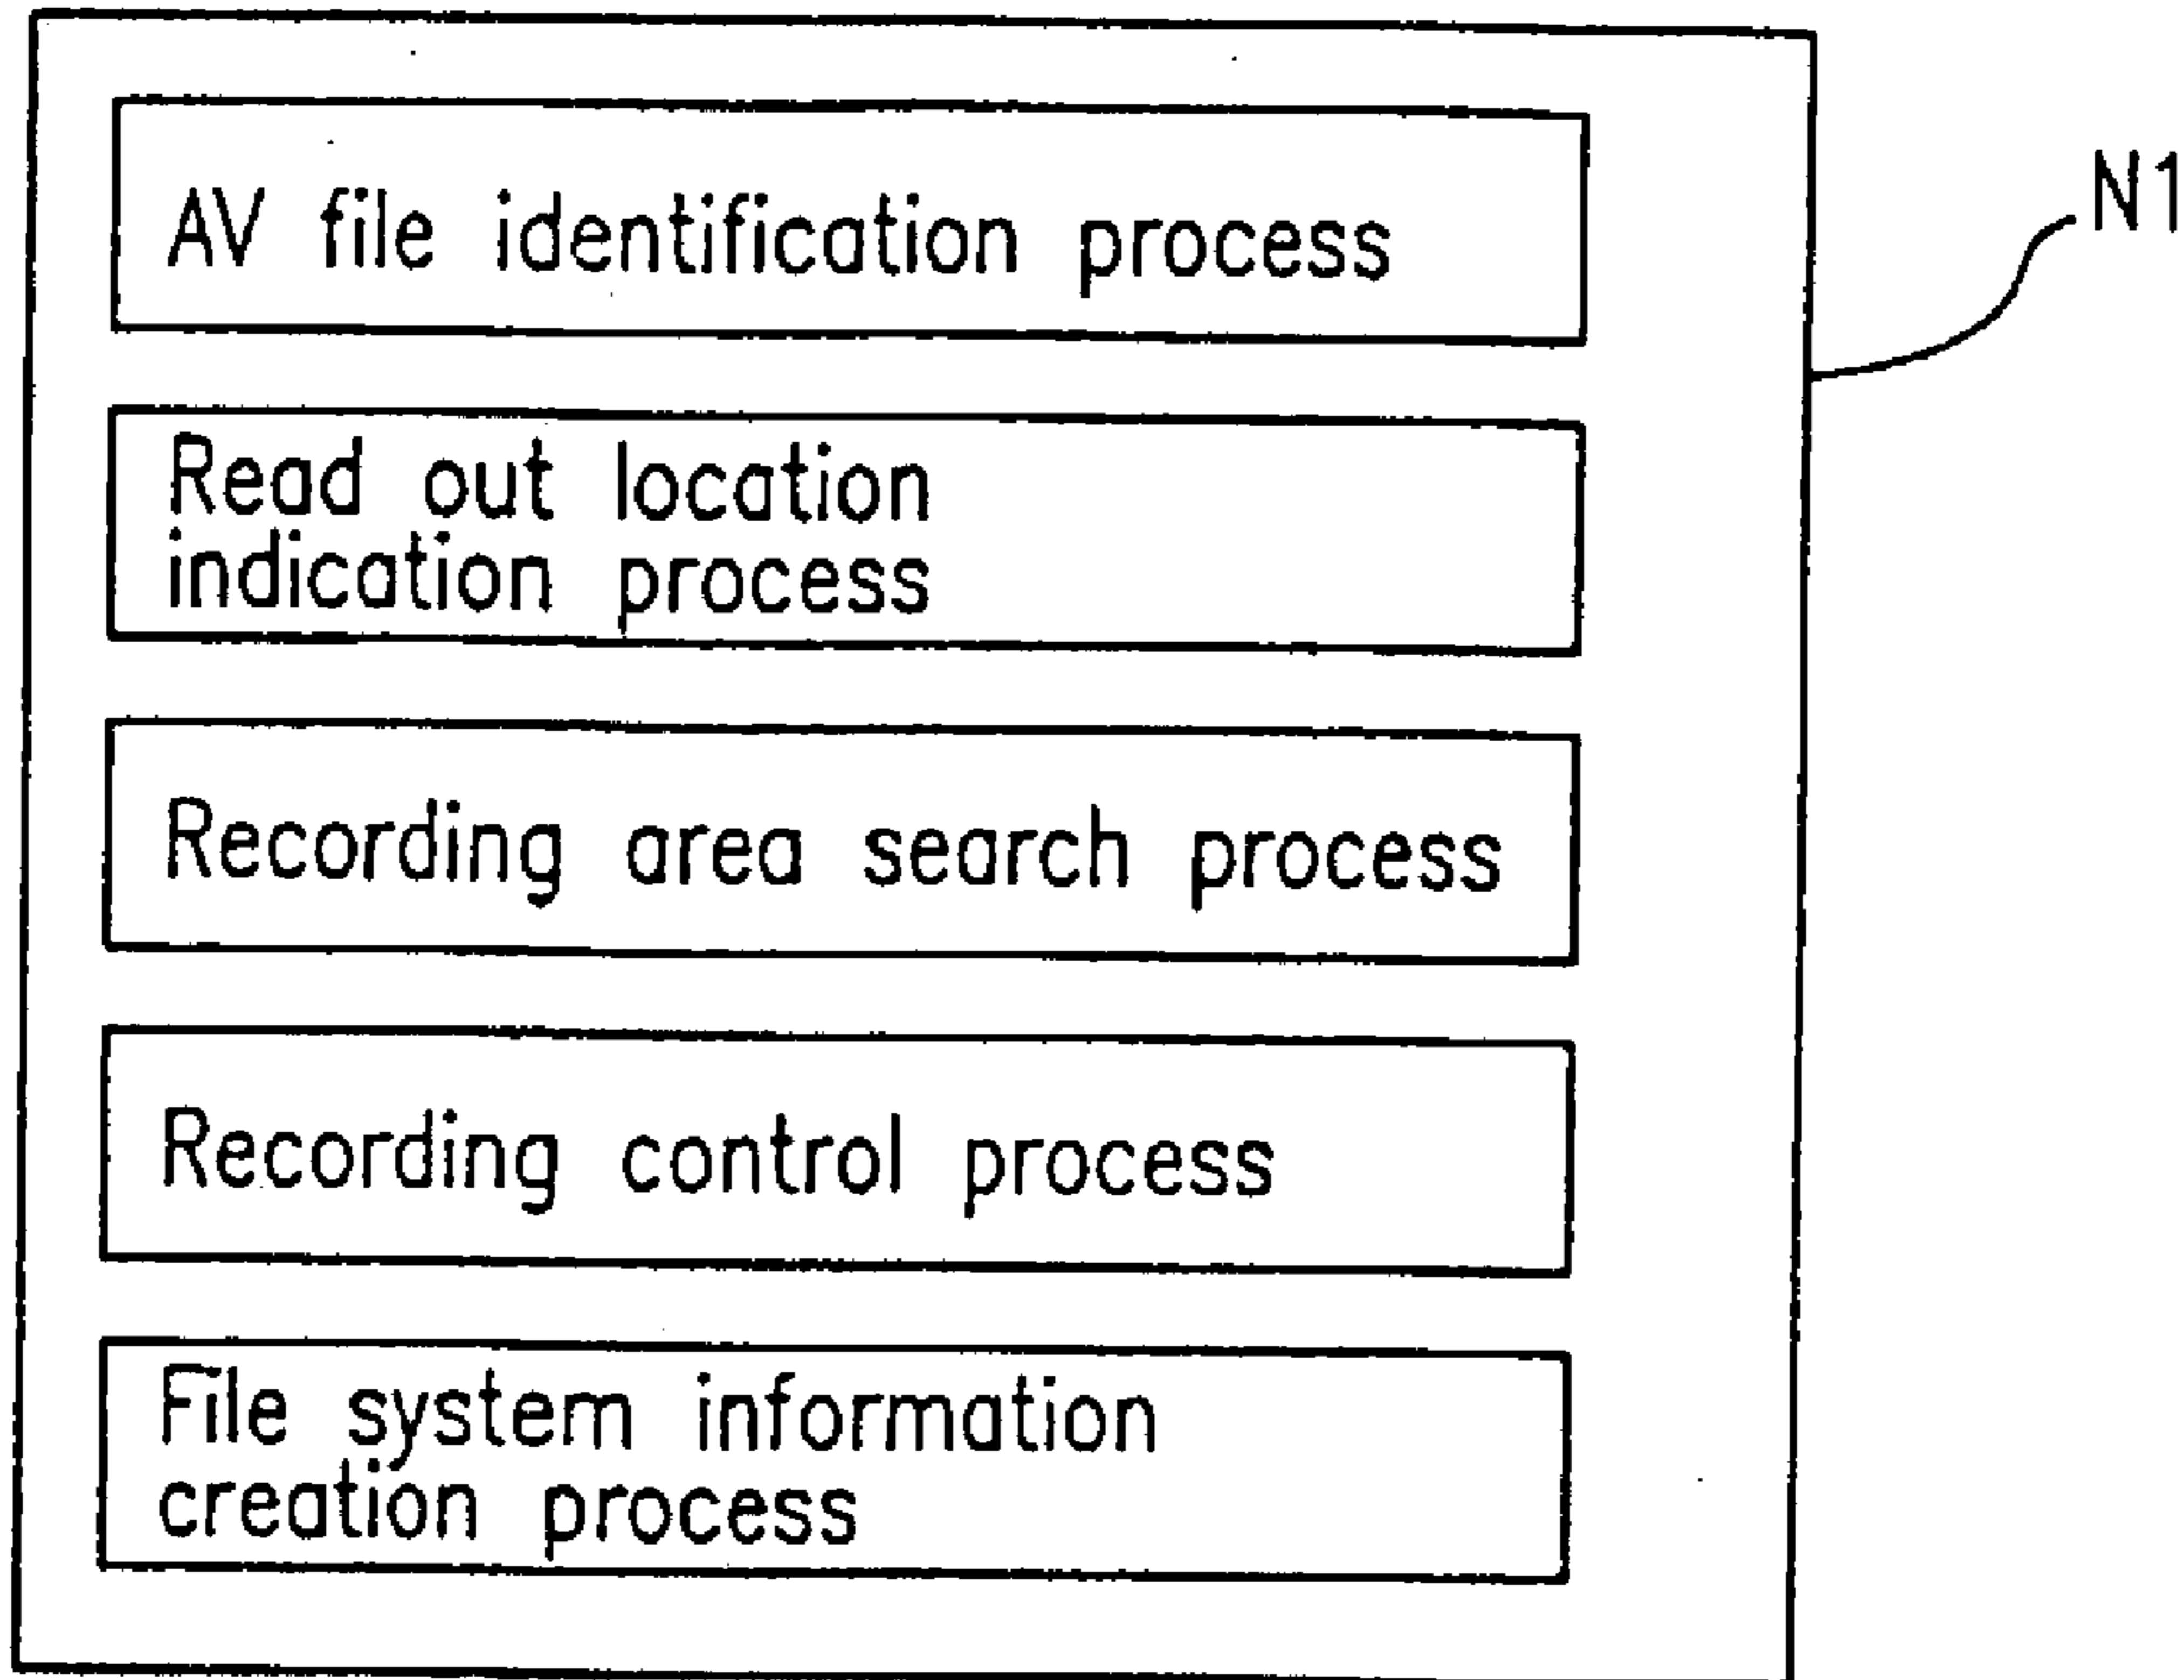 AV file identification process
N1
Read out location
indication process
Recording area search process
Recording control process
File system information
creation process